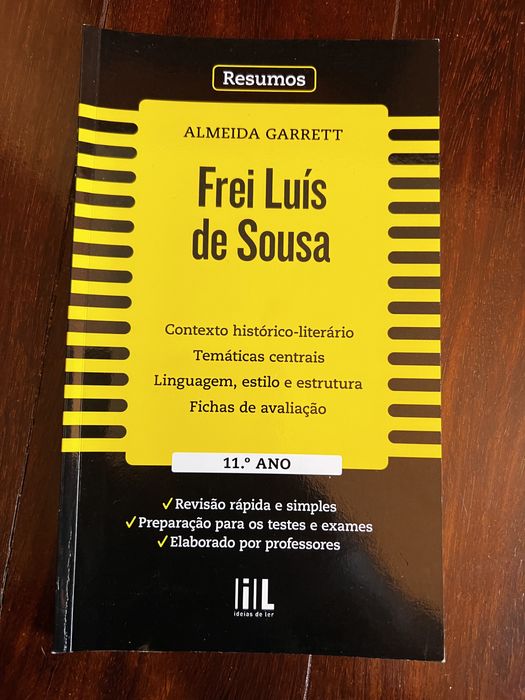 Resumos
ALMEIDA GARRETT
Frei Luís
de Sousa
Contexto histórico-literário
Temáticas centrais
Linguagem, estilo e estrutura
Fichas de avaliação
11.º ANO
✓Revisão rápida e simples
✓Preparação para os testes e exames
✓Elaborado por professores
ideias de ler